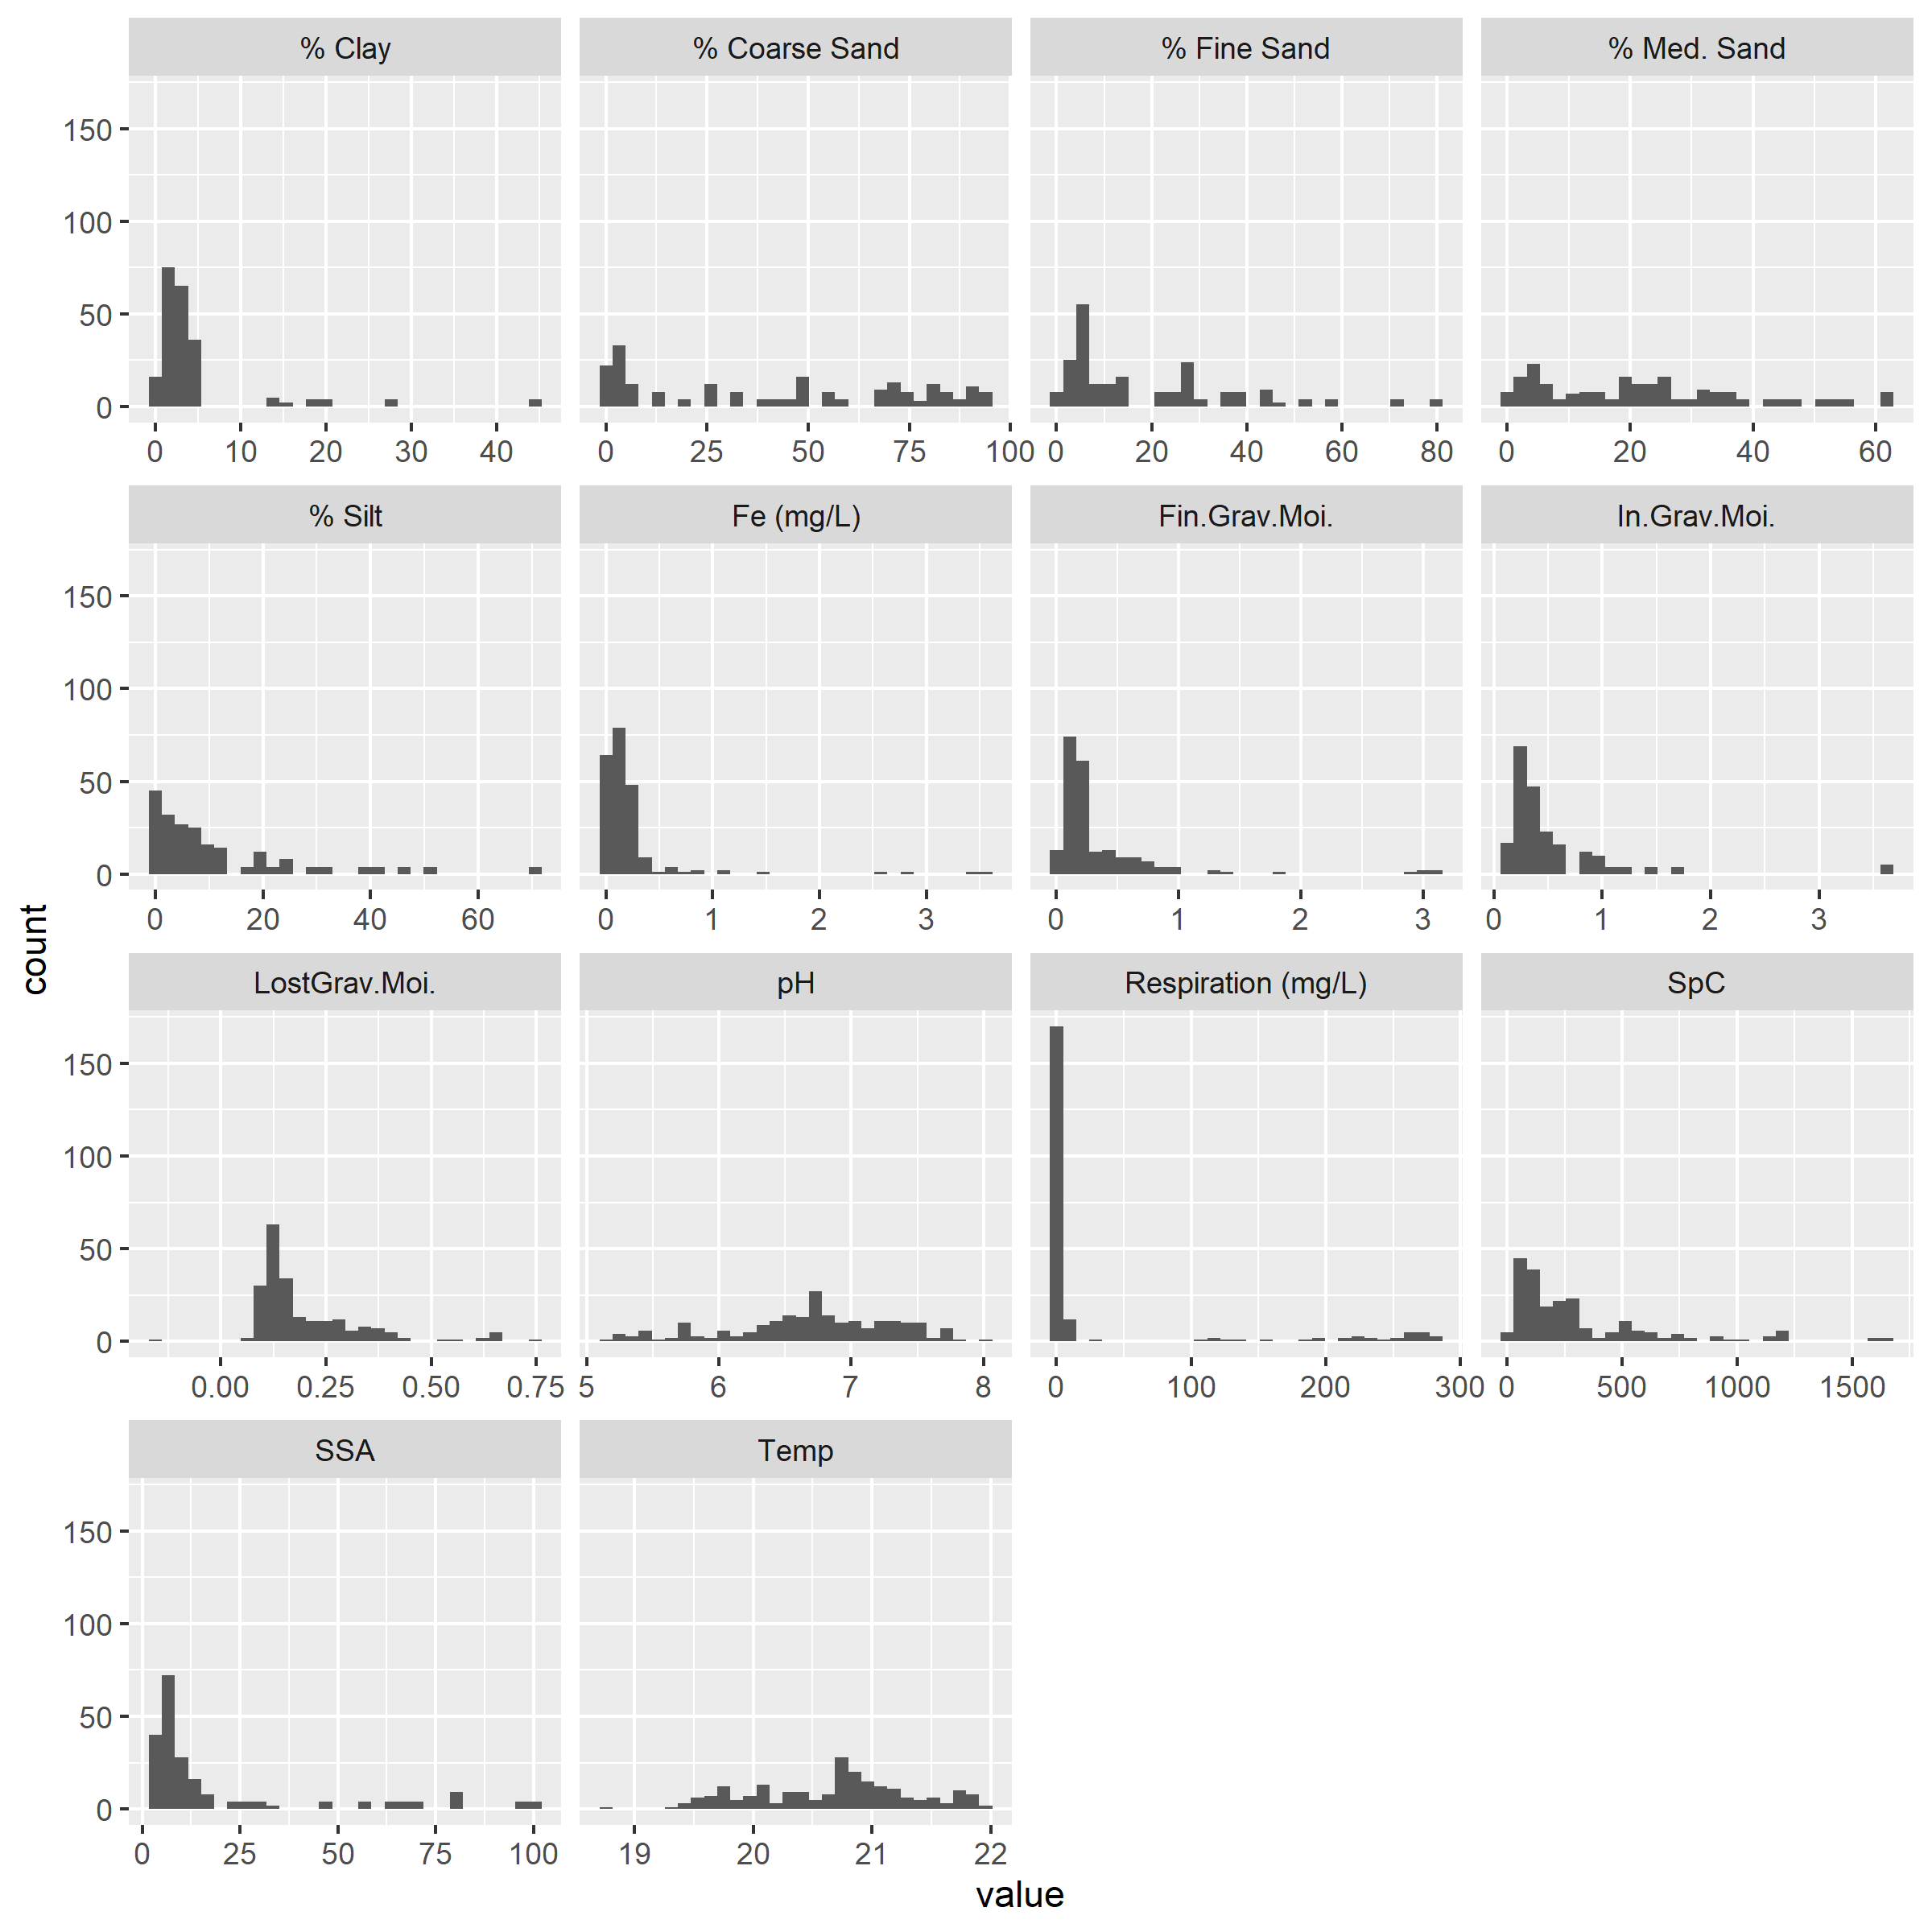 % Clay % Coarse Sand % Fine Sand % Med. Sand
150
100
50
0
0 10 20 30 40 0 25 50 75 100 0 20 40 60 80 0 20 40 60
% Silt Fe (mg/L) Fin.Grav.Moi. In.Grav.Moi.
150
100
50
0
0 20 40 60 0 1 2 3 0 1 2 3 0 1 2 3
count
LostGrav.Moi. pH Respiration (mg/L) SpC
150
100
50
0
0.00 0.25 0.50 0.75 5 6 7 8 0 100 200 300 0 500 1000 1500
SSA Temp
150
100
50
0
0 25 50 75 100 19 20 21 22
value